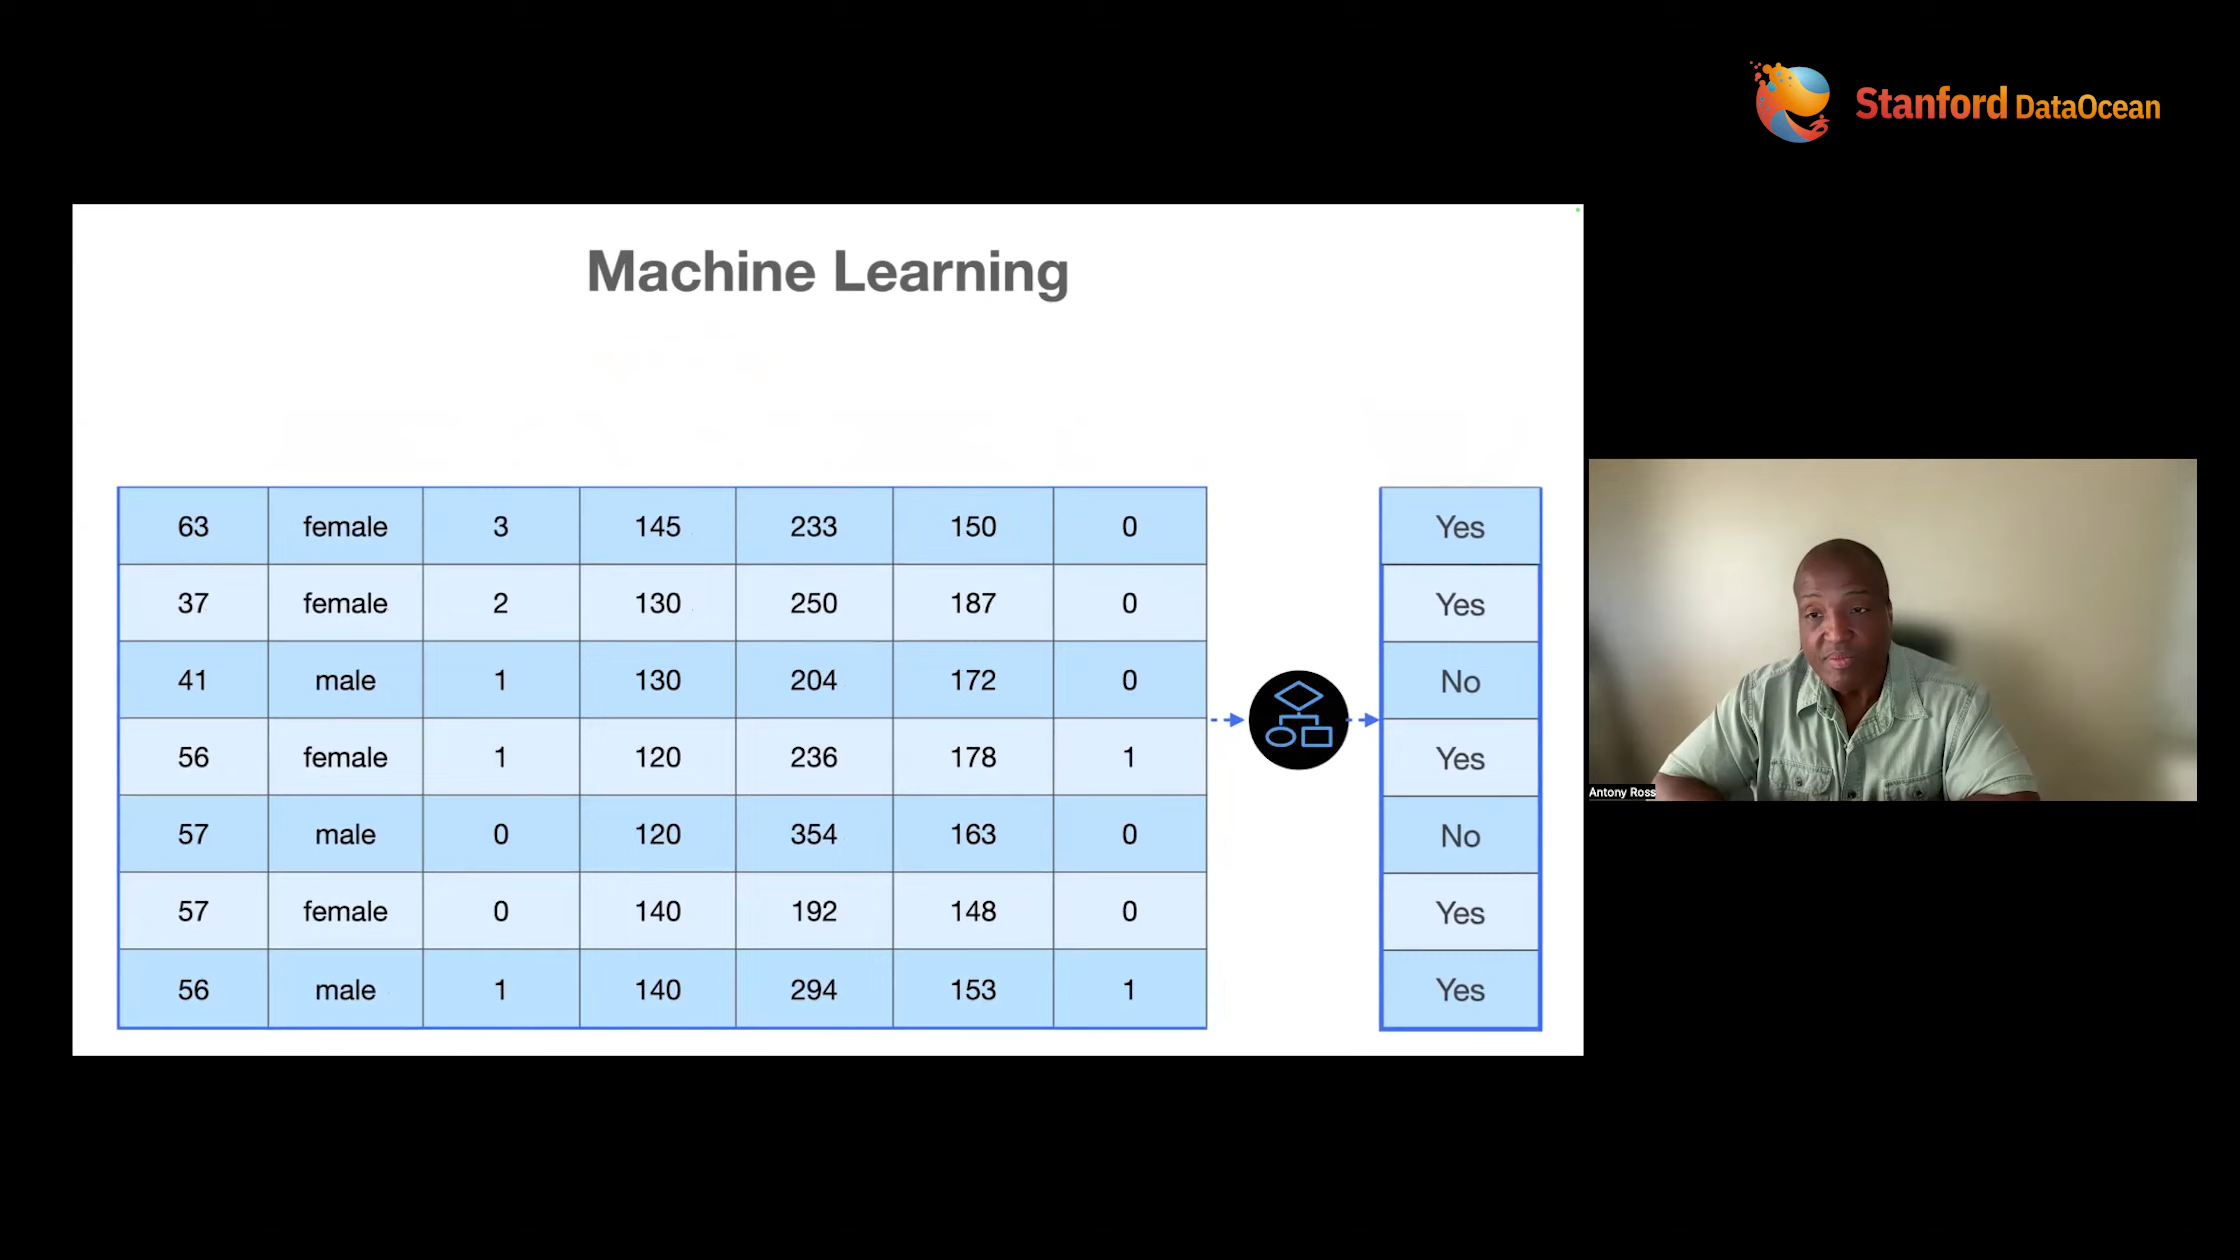 Stanford DataOcean
Machine Learning
63 female 3 145 233 150 0 Yes
37 female 2 130 250 187 0 Yes
41 male 1 130 204 172 0 No
56 female 1 120 236 178 1 Yes
57 male 0 120 354 163 0 No
57 female 0 140 192 148 0 Yes
56 male 1 140 294 153 1 Yes
Antony Ross